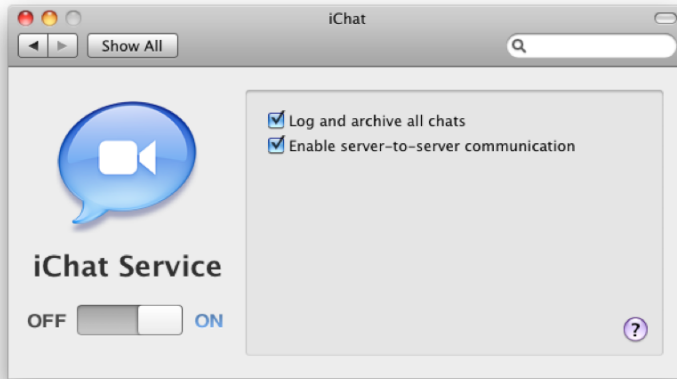 iChat
Show All
Log and archive all chats
Enable server-to-server communication
iChat Service
OFF ON
?